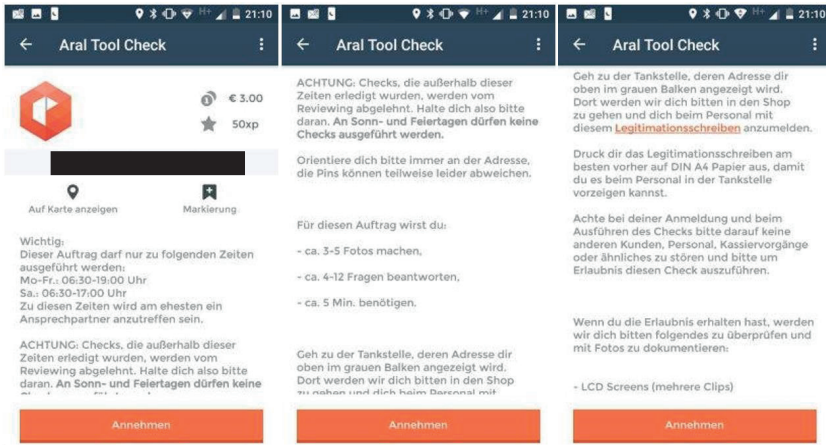 21:10
Aral Tool Check
€ 3.00
50xp
Auf Karte anzeigen
Markierung
Wichtig:
Dieser Auftrag darf nur zu folgenden Zeiten
ausgeführt werden:
Mo-Fr.: 06:30-19:00 Uhr
Sa.: 06:30-17:00 Uhr
Zu diesen Zeiten wird am ehesten ein
Ansprechpartner anzutreffen sein.
ACHTUNG: Checks, die außerhalb dieser
Zeiten erledigt wurden, werden vom
Reviewing abgelehnt. Halte dich also bitte
daran. An Sonn- und Feiertagen dürfen keine
Annehmen
H+ 21:10
Aral Tool Check
ACHTUNG: Checks, die außerhalb dieser
Zeiten erledigt wurden, werden vom
Reviewing abgelehnt. Halte dich also bitte
daran. An Sonn- und Feiertagen dürfen keine
Checks ausgeführt werden.
Orientiere dich bitte immer an der Adresse,
die Pins können teilweise leider abweichen.
Für diesen Auftrag wirst du:
- ca. 3-5 Fotos machen,
- ca. 4-12 Fragen beantworten,
- ca. 5 Min. benötigen.
Geh zu der Tankstelle, deren Adresse dir
oben im grauen Balken angezeigt wird.
Dort werden wir dich bitten in den Shop
zu gehen und dich beim Personal mit
Annehmen
H+ 21:10
Aral Tool Check
Geh zu der Tankstelle, deren Adresse dir
oben im grauen Balken angezeigt wird.
Dort werden wir dich bitten in den Shop
zu gehen und dich beim Personal mit
diesem Legitimationsschreiben anzumelden.
Druck dir das Legitimationsschreiben am
besten vorher auf DIN A4 Papier aus, damit
du es beim Personal in der Tankstelle
vorzeigen kannst.
Achte bei deiner Anmeldung und beim
Ausführen des Checks bitte darauf keine
anderen Kunden, Personal, Kassiervorgänge
oder ähnliches zu stören und bitte um
Erlaubnis diesen Check auszuführen.
Wenn du die Erlaubnis erhalten hast, werden
wir dich bitten folgendes zu überprüfen und
mit Fotos zu dokumentieren:
- LCD Screens (mehrere Clips)
Annehmen